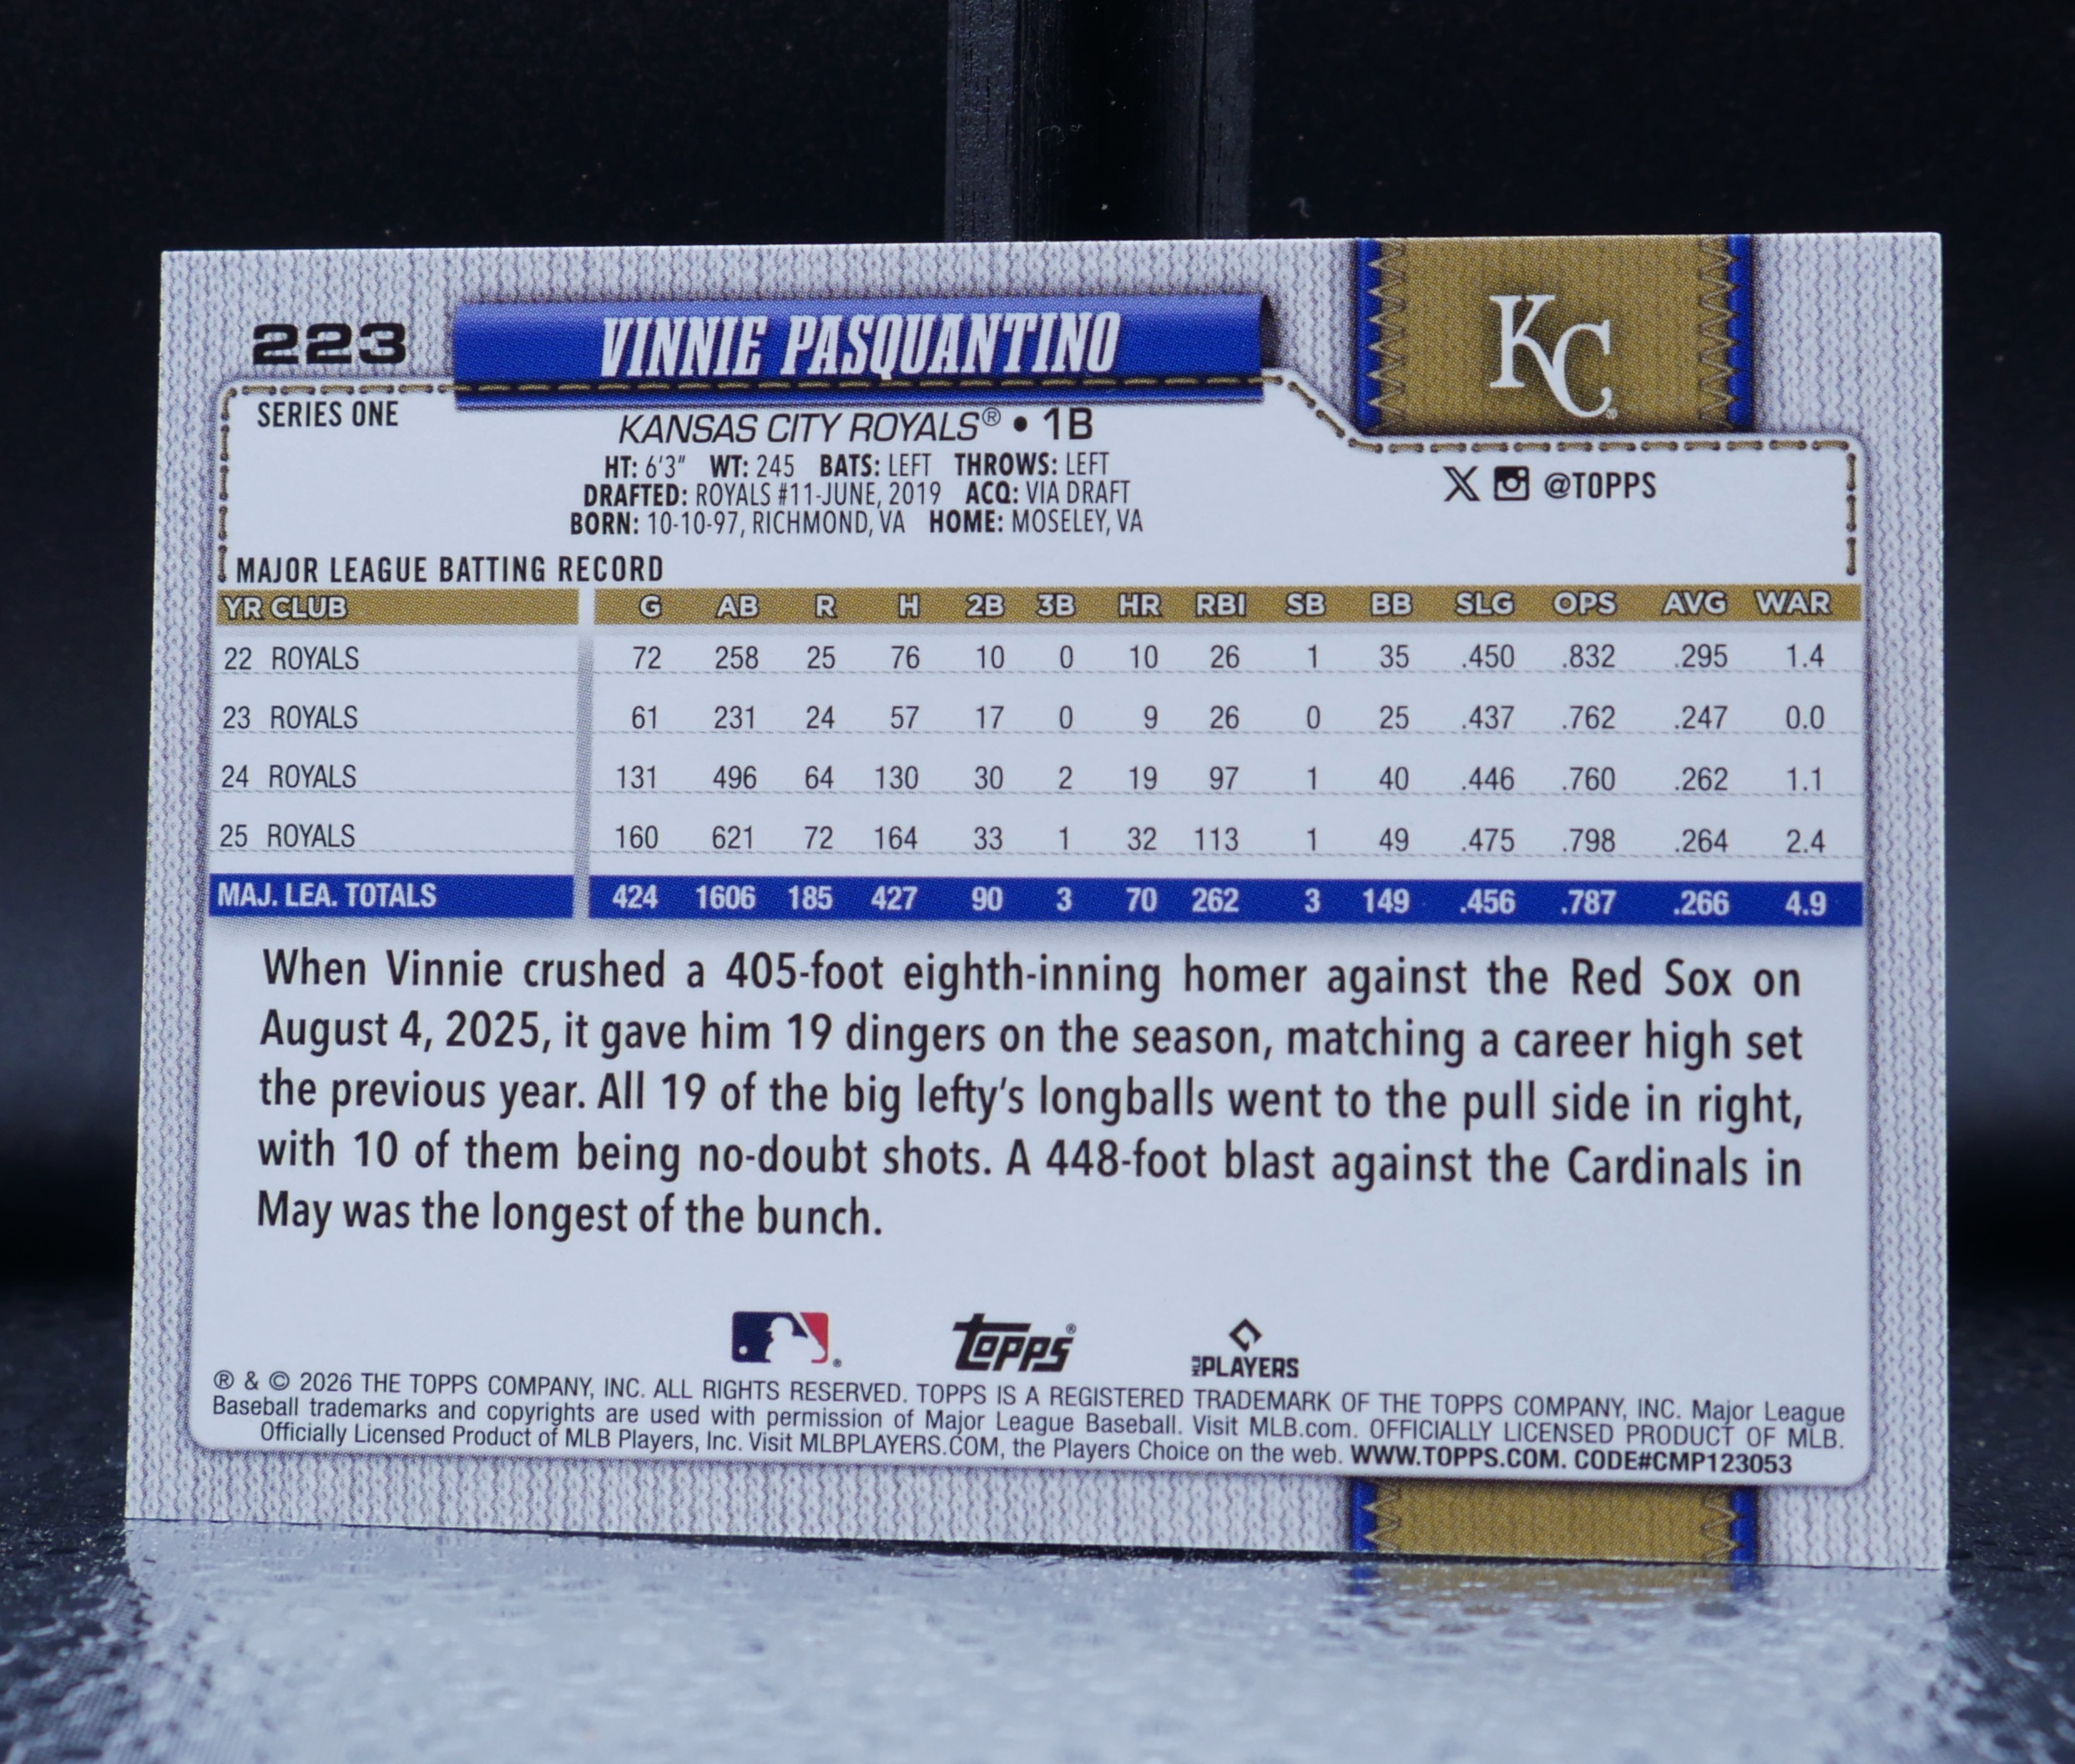 223
VINNIE PASQUANTINO
KC
SERIES ONE
KANSAS CITY ROYALS® • 1B
HT: 6'3" WT: 245 BATS: LEFT THROWS: LEFT
DRAFTED: ROYALS #11-JUNE, 2019 ACQ: VIA DRAFT
BORN: 10-10-97, RICHMOND, VA HOME: MOSELEY, VA
@TOPPS
MAJOR LEAGUE BATTING RECORD
YR CLUB G AB R H 2B 3B HR RBI SB BB SLG OPS AVG WAR
22 ROYALS 72 258 25 76 10 0 10 26 1 35 .450 .832 .295 1.4
23 ROYALS 61 231 24 57 17 0 9 26 0 25 .437 .762 .247 0.0
24 ROYALS 131 496 64 130 30 2 19 97 1 40 .446 .760 .262 1.1
25 ROYALS 160 621 72 164 33 1 32 113 1 49 .475 .798 .264 2.4
MAJ. LEA. TOTALS 424 1606 185 427 90 3 70 262 3 149 .456 .787 .266 4.9
When Vinnie crushed a 405-foot eighth-inning homer against the Red Sox on
August 4, 2025, it gave him 19 dingers on the season, matching a career high set
the previous year. All 19 of the big lefty's longballs went to the pull side in right,
with 10 of them being no-doubt shots. A 448-foot blast against the Cardinals in
May was the longest of the bunch.
Topps®
MLB PLAYERS
® & © 2026 THE TOPPS COMPANY, INC. ALL RIGHTS RESERVED. TOPPS IS A REGISTERED TRADEMARK OF THE TOPPS COMPANY, INC. Major League
Baseball trademarks and copyrights are used with permission of Major League Baseball. Visit MLB.com. OFFICIALLY LICENSED PRODUCT OF MLB.
Officially Licensed Product of MLB Players, Inc. Visit MLBPLAYERS.COM, the Players Choice on the web. WWW.TOPPS.COM. CODE#CMP123053